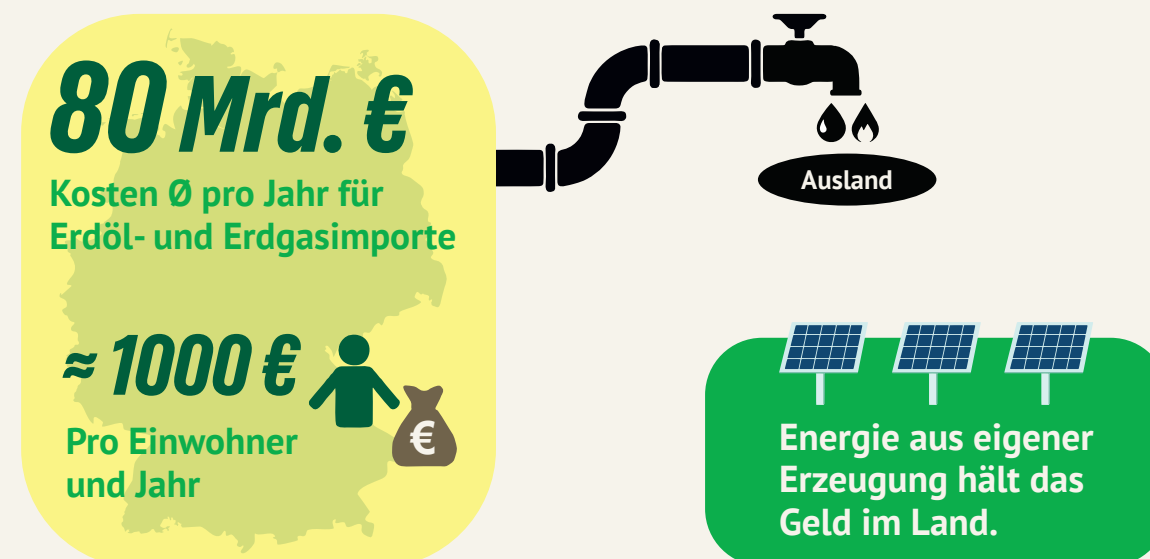 80 Mrd. €
Kosten Ø pro Jahr für
Erdöl- und Erdgasimporte
≈ 1000 €
€
Pro Einwohner
und Jahr
Ausland
Energie aus eigener
Erzeugung hält das
Geld im Land.